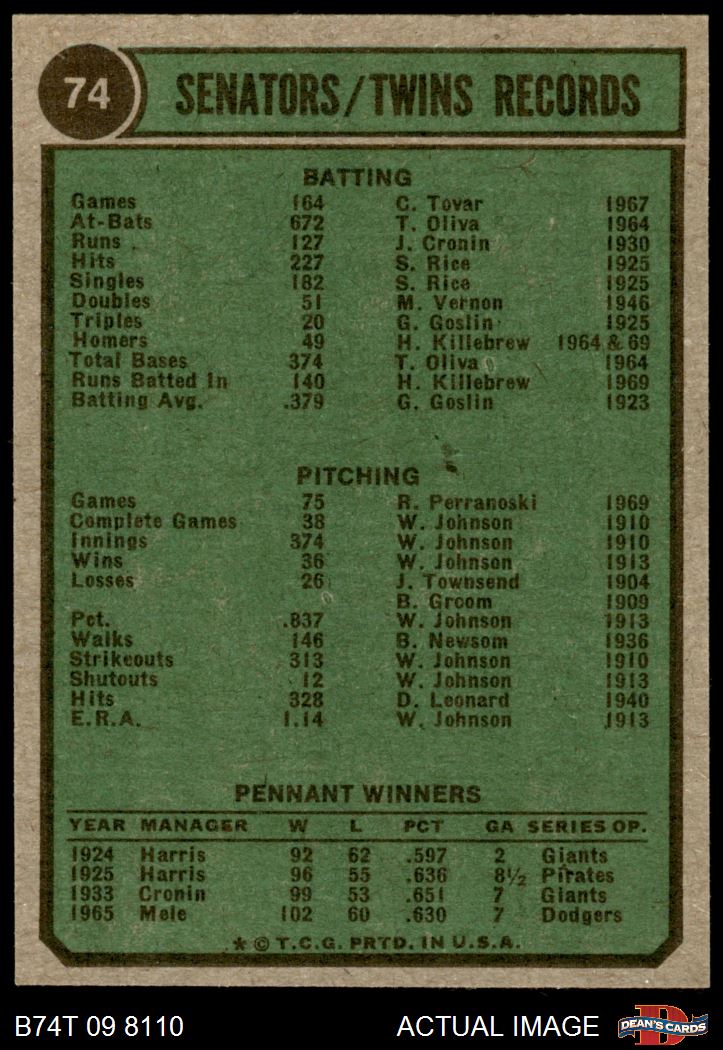 74
SENATORS/TWINS RECORDS
BATTING
Games 164 C. Tovar 1967
At-Bats 672 T. Oliva 1964
Runs 127 J. Cronin 1930
Hits 227 S. Rice 1925
Singles 182 S. Rice 1925
Doubles 51 M. Vernon 1946
Triples 20 G. Goslin 1925
Homers 49 H. Killebrew 1964 & 69
Total Bases 374 T. Oliva 1964
Runs Batted In 140 H. Killebrew 1969
Batting Avg. .379 G. Goslin 1923
PITCHING
Games 75 R. Perranoski 1969
Complete Games 38 W. Johnson 1910
Innings 374 W. Johnson 1910
Wins 36 W. Johnson 1913
Losses 26 J. Townsend 1904
B. Groom 1909
Pct. .837 W. Johnson 1913
Walks 146 B. Newsom 1936
Strikeouts 313 W. Johnson 1910
Shutouts 12 W. Johnson 1913
Hits 328 D. Leonard 1940
E.R.A. 1.14 W. Johnson 1913
PENNANT WINNERS
YEAR MANAGER W L PCT GA SERIES OP.
1924 Harris 92 62 .597 2 Giants
1925 Harris 96 55 .636 8½ Pirates
1933 Cronin 99 53 .651 7 Giants
1965 Mele 102 60 .630 7 Dodgers
★ © T.C.G. PRTD. IN U.S.A.
B74T 09 8110 ACTUAL IMAGE D DEAN'S CARDS